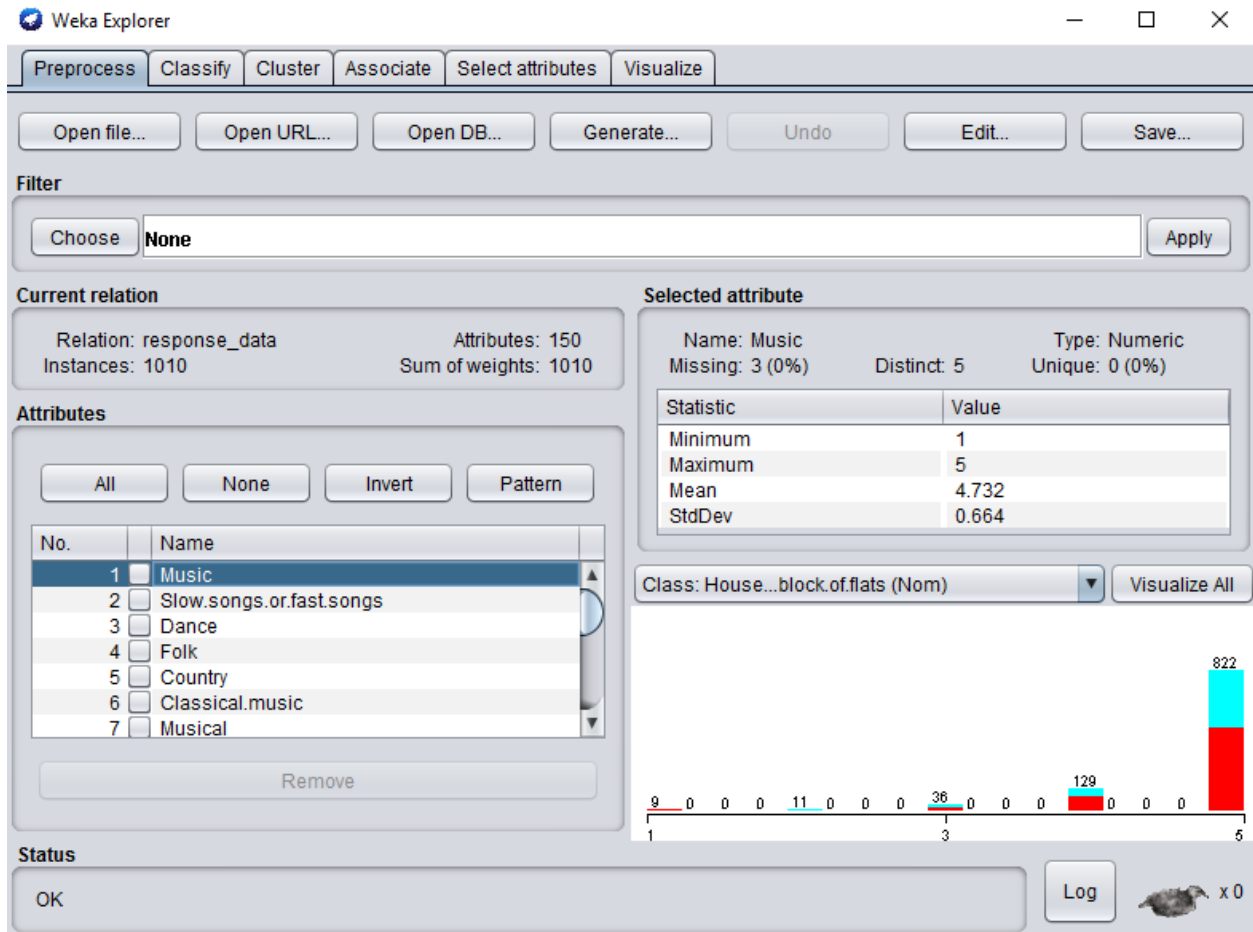 Weka Explorer
Preprocess Classify Cluster Associate Select attributes Visualize
Open file... Open URL... Open DB... Generate... Undo Edit... Save...
Filter
Choose None Apply
Current relation
Relation: response_data Attributes: 150
Instances: 1010 Sum of weights: 1010
Attributes
All None Invert Pattern
No. Name
1 Music
2 Slow.songs.or.fast.songs
3 Dance
4 Folk
5 Country
6 Classical.music
7 Musical
Remove
Selected attribute
Name: Music Type: Numeric
Missing: 3 (0%) Distinct: 5 Unique: 0 (0%)
Statistic Value
Minimum 1
Maximum 5
Mean 4.732
StdDev 0.664
Class: House...block.of.flats (Nom) Visualize All
9 0 0 0 11 0 0 0 36 0 0 0 129 0 0 0 822
1 3 5
Status
OK
Log x 0